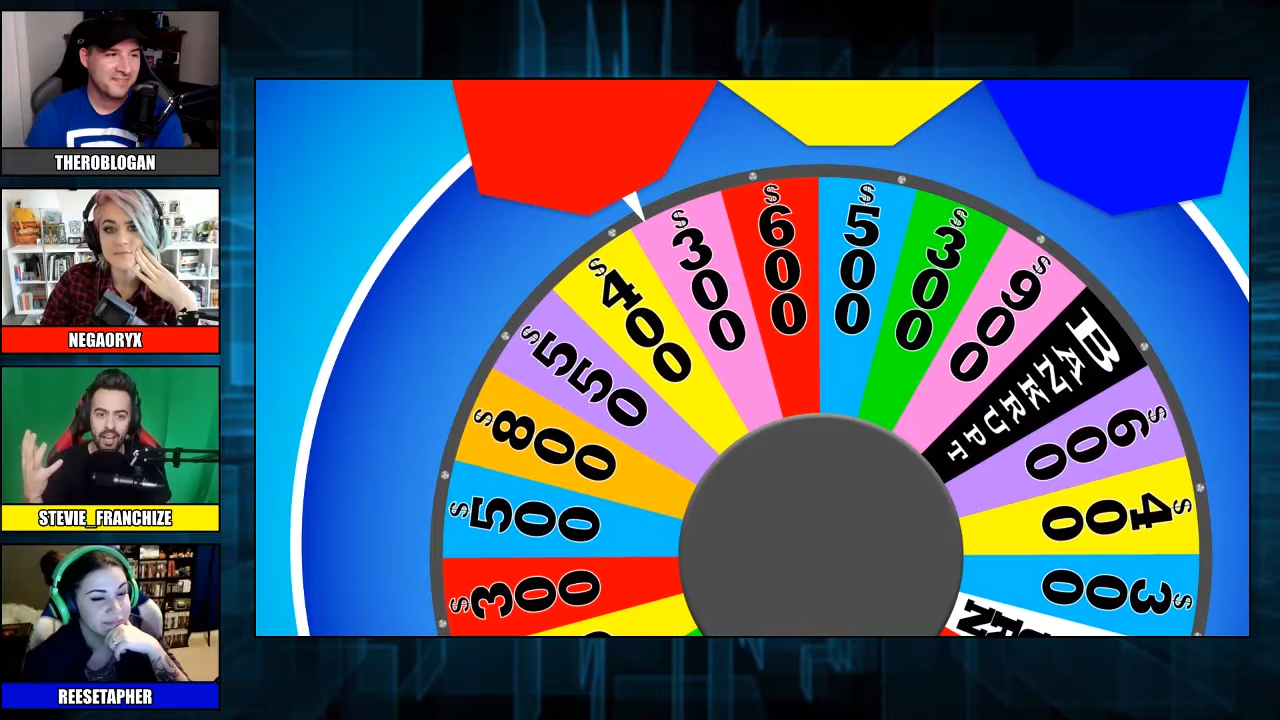 THEROBLOGAN
NEGAORYX
STEVIE_FRANCHIZE
REESETAPHER
$300
$500
$800
$550
$400
$300
$600
$500
$300
$900
BANKRUPT
$600
$400
$300